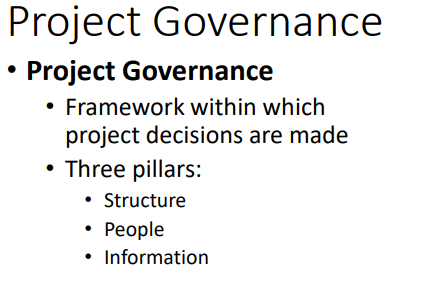 Project Governance
• Project Governance
• Framework within which
project decisions are made
• Three pillars:
• Structure
• People
• Information